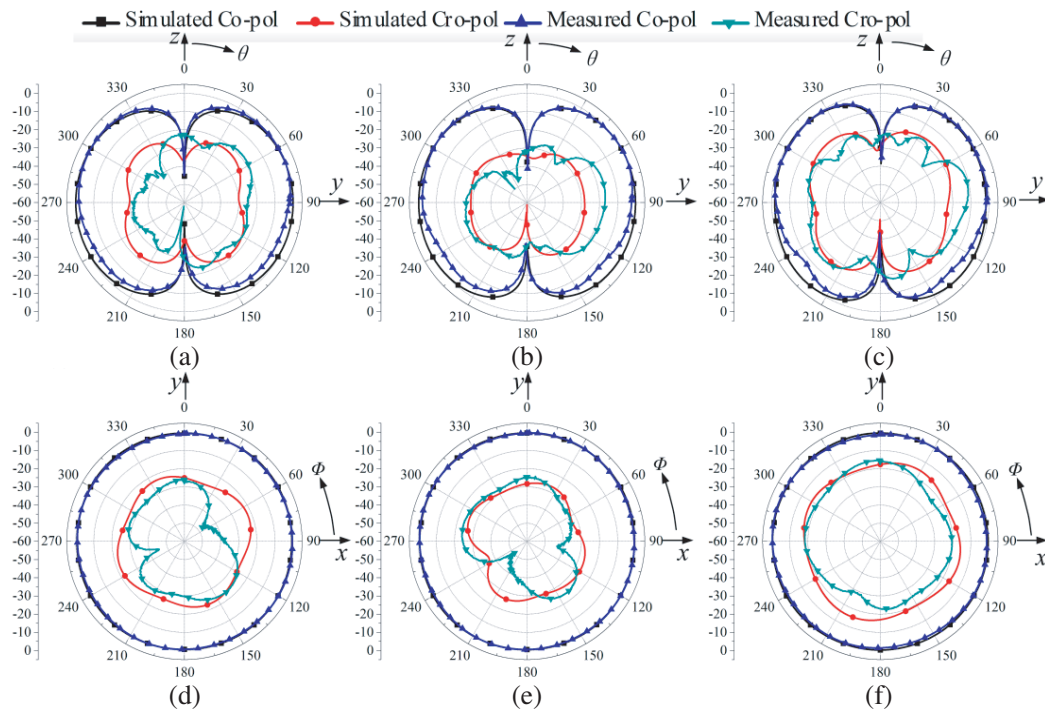 Simulated Co-pol Simulated Cro-pol Measured Co-pol Measured Cro-pol
z θ z θ z θ
0 0 0
330 30 330 30 330 30
300 60 300 60 300 60
270 90 y 270 90 y 270 90 y
240 120 240 120 240 120
210 150 210 150 210 150
180 180 180
0 0 0
-10 -10 -10
-20 -20 -20
-30 -30 -30
-40 -40 -40
-50 -50 -50
-60 -60 -60
-50 -50 -50
-40 -40 -40
-30 -30 -30
-20 -20 -20
-10 -10 -10
0 0 0
(a) (b) (c)
y y y
0 0 0
330 30 330 30 330 30
300 60 Φ 300 60 Φ 300 60 Φ
270 90 x 270 90 x 270 90 x
240 120 240 120 240 120
210 150 210 150 210 150
180 180 180
0 0 0
-10 -10 -10
-20 -20 -20
-30 -30 -30
-40 -40 -40
-50 -50 -50
-60 -60 -60
-50 -50 -50
-40 -40 -40
-30 -30 -30
-20 -20 -20
-10 -10 -10
0 0 0
(d) (e) (f)